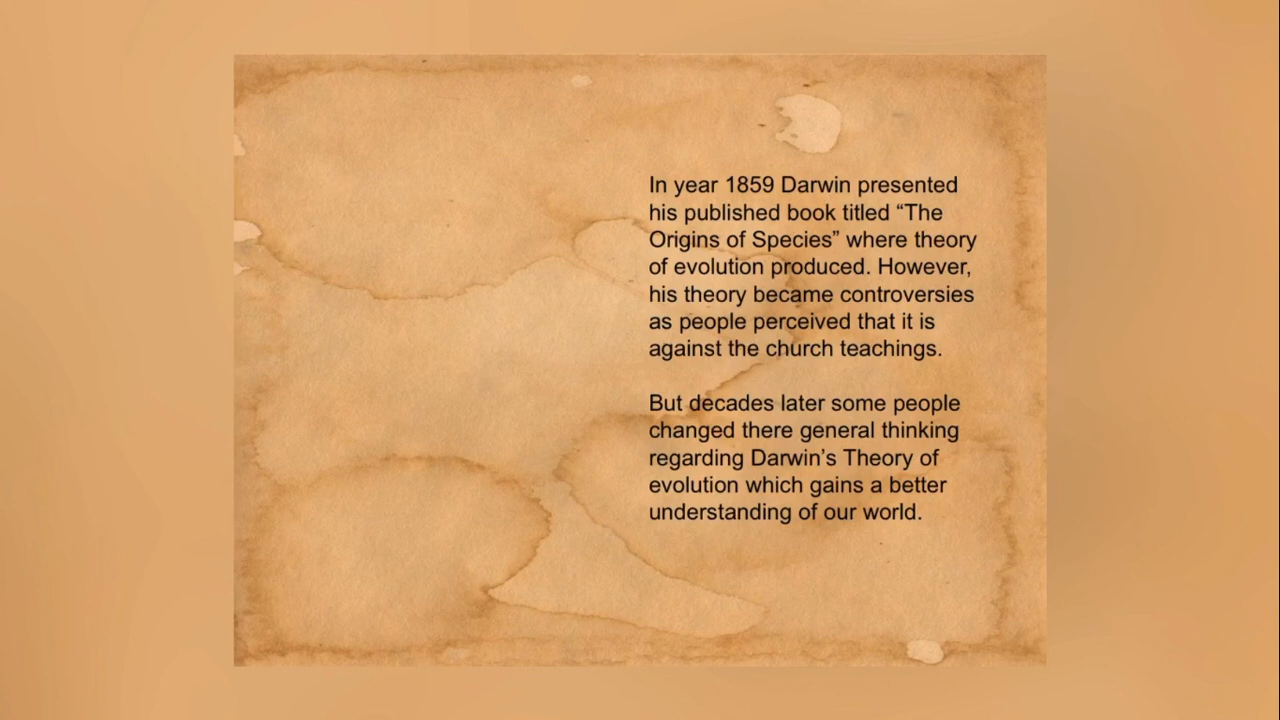 In year 1859 Darwin presented
his published book titled “The
Origins of Species” where theory
of evolution produced. However,
his theory became controversies
as people perceived that it is
against the church teachings.
But decades later some people
changed there general thinking
regarding Darwin’s Theory of
evolution which gains a better
understanding of our world.